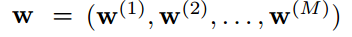 w = (w^(1), w^(2), . . . , w^(M))